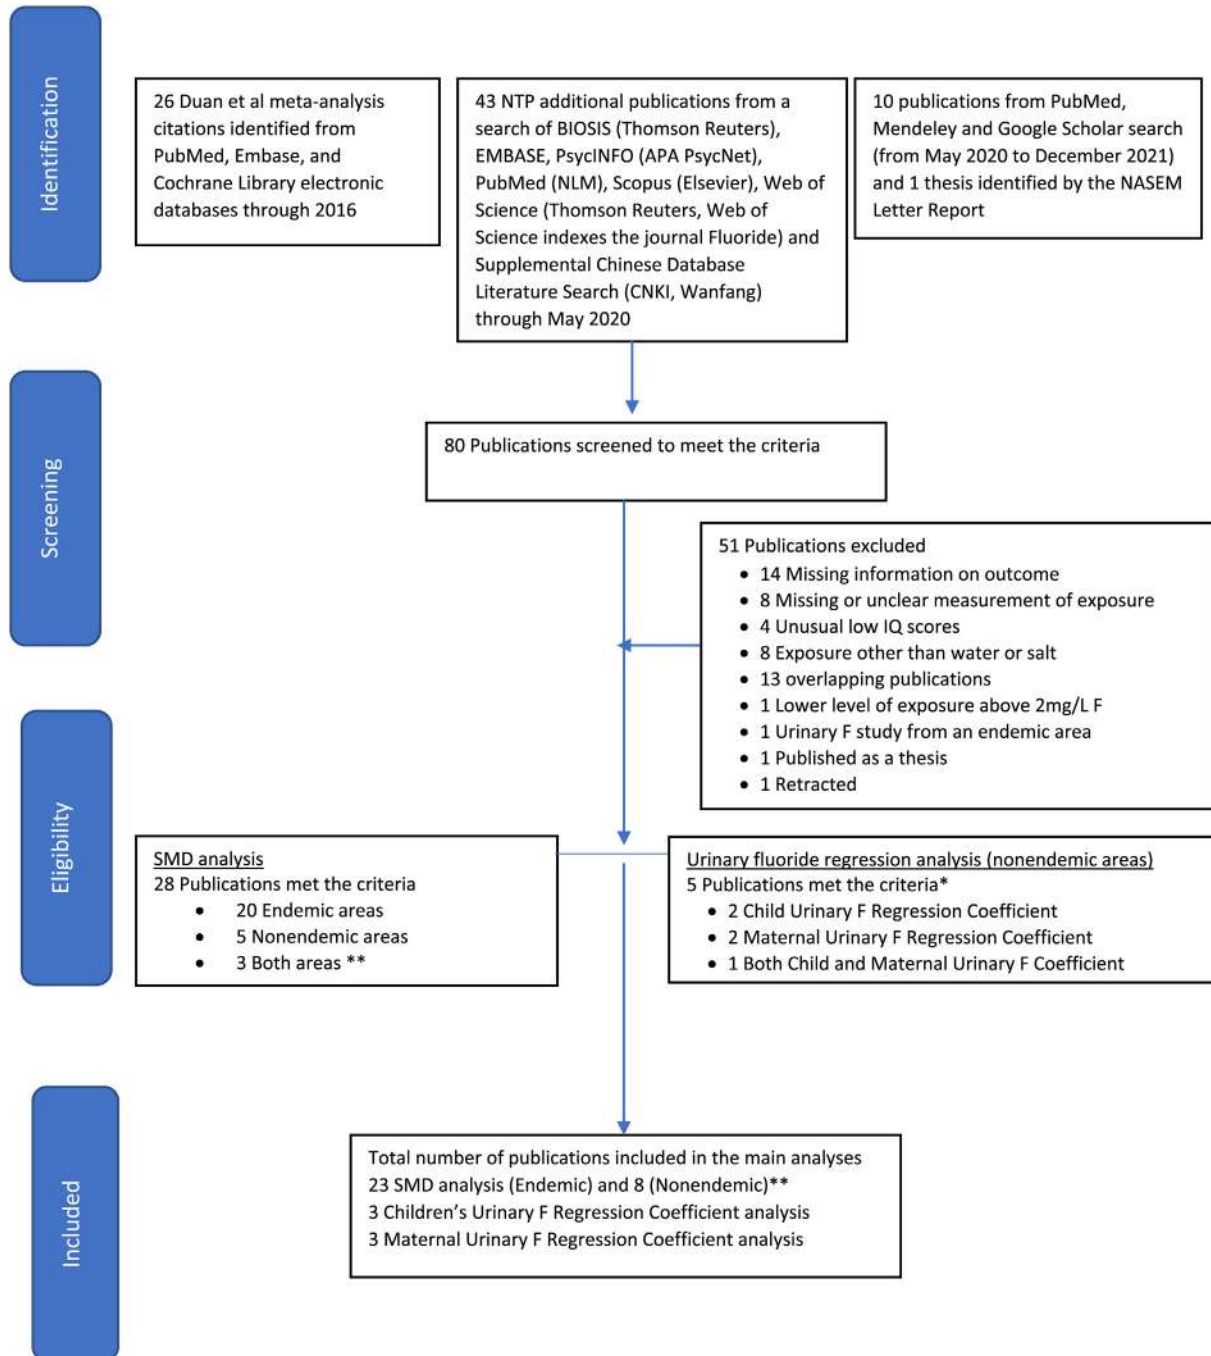 Identification
26 Duan et al meta-analysis
citations identified from
PubMed, Embase, and
Cochrane Library electronic
databases through 2016
43 NTP additional publications from a
search of BIOSIS (Thomson Reuters),
EMBASE, PsycINFO (APA PsycNet),
PubMed (NLM), Scopus (Elsevier), Web of
Science (Thomson Reuters, Web of
Science indexes the journal Fluoride) and
Supplemental Chinese Database
Literature Search (CNKI, Wanfang)
through May 2020
10 publications from PubMed,
Mendeley and Google Scholar search
(from May 2020 to December 2021)
and 1 thesis identified by the NASEM
Letter Report
Screening
80 Publications screened to meet the criteria
51 Publications excluded
• 14 Missing information on outcome
• 8 Missing or unclear measurement of exposure
• 4 Unusual low IQ scores
• 8 Exposure other than water or salt
• 13 overlapping publications
• 1 Lower level of exposure above 2mg/L F
• 1 Urinary F study from an endemic area
• 1 Published as a thesis
• 1 Retracted
Eligibility
SMD analysis
28 Publications met the criteria
• 20 Endemic areas
• 5 Nonendemic areas
• 3 Both areas **
Urinary fluoride regression analysis (nonendemic areas)
5 Publications met the criteria*
• 2 Child Urinary F Regression Coefficient
• 2 Maternal Urinary F Regression Coefficient
• 1 Both Child and Maternal Urinary F Coefficient
Included
Total number of publications included in the main analyses
23 SMD analysis (Endemic) and 8 (Nonendemic)**
3 Children's Urinary F Regression Coefficient analysis
3 Maternal Urinary F Regression Coefficient analysis